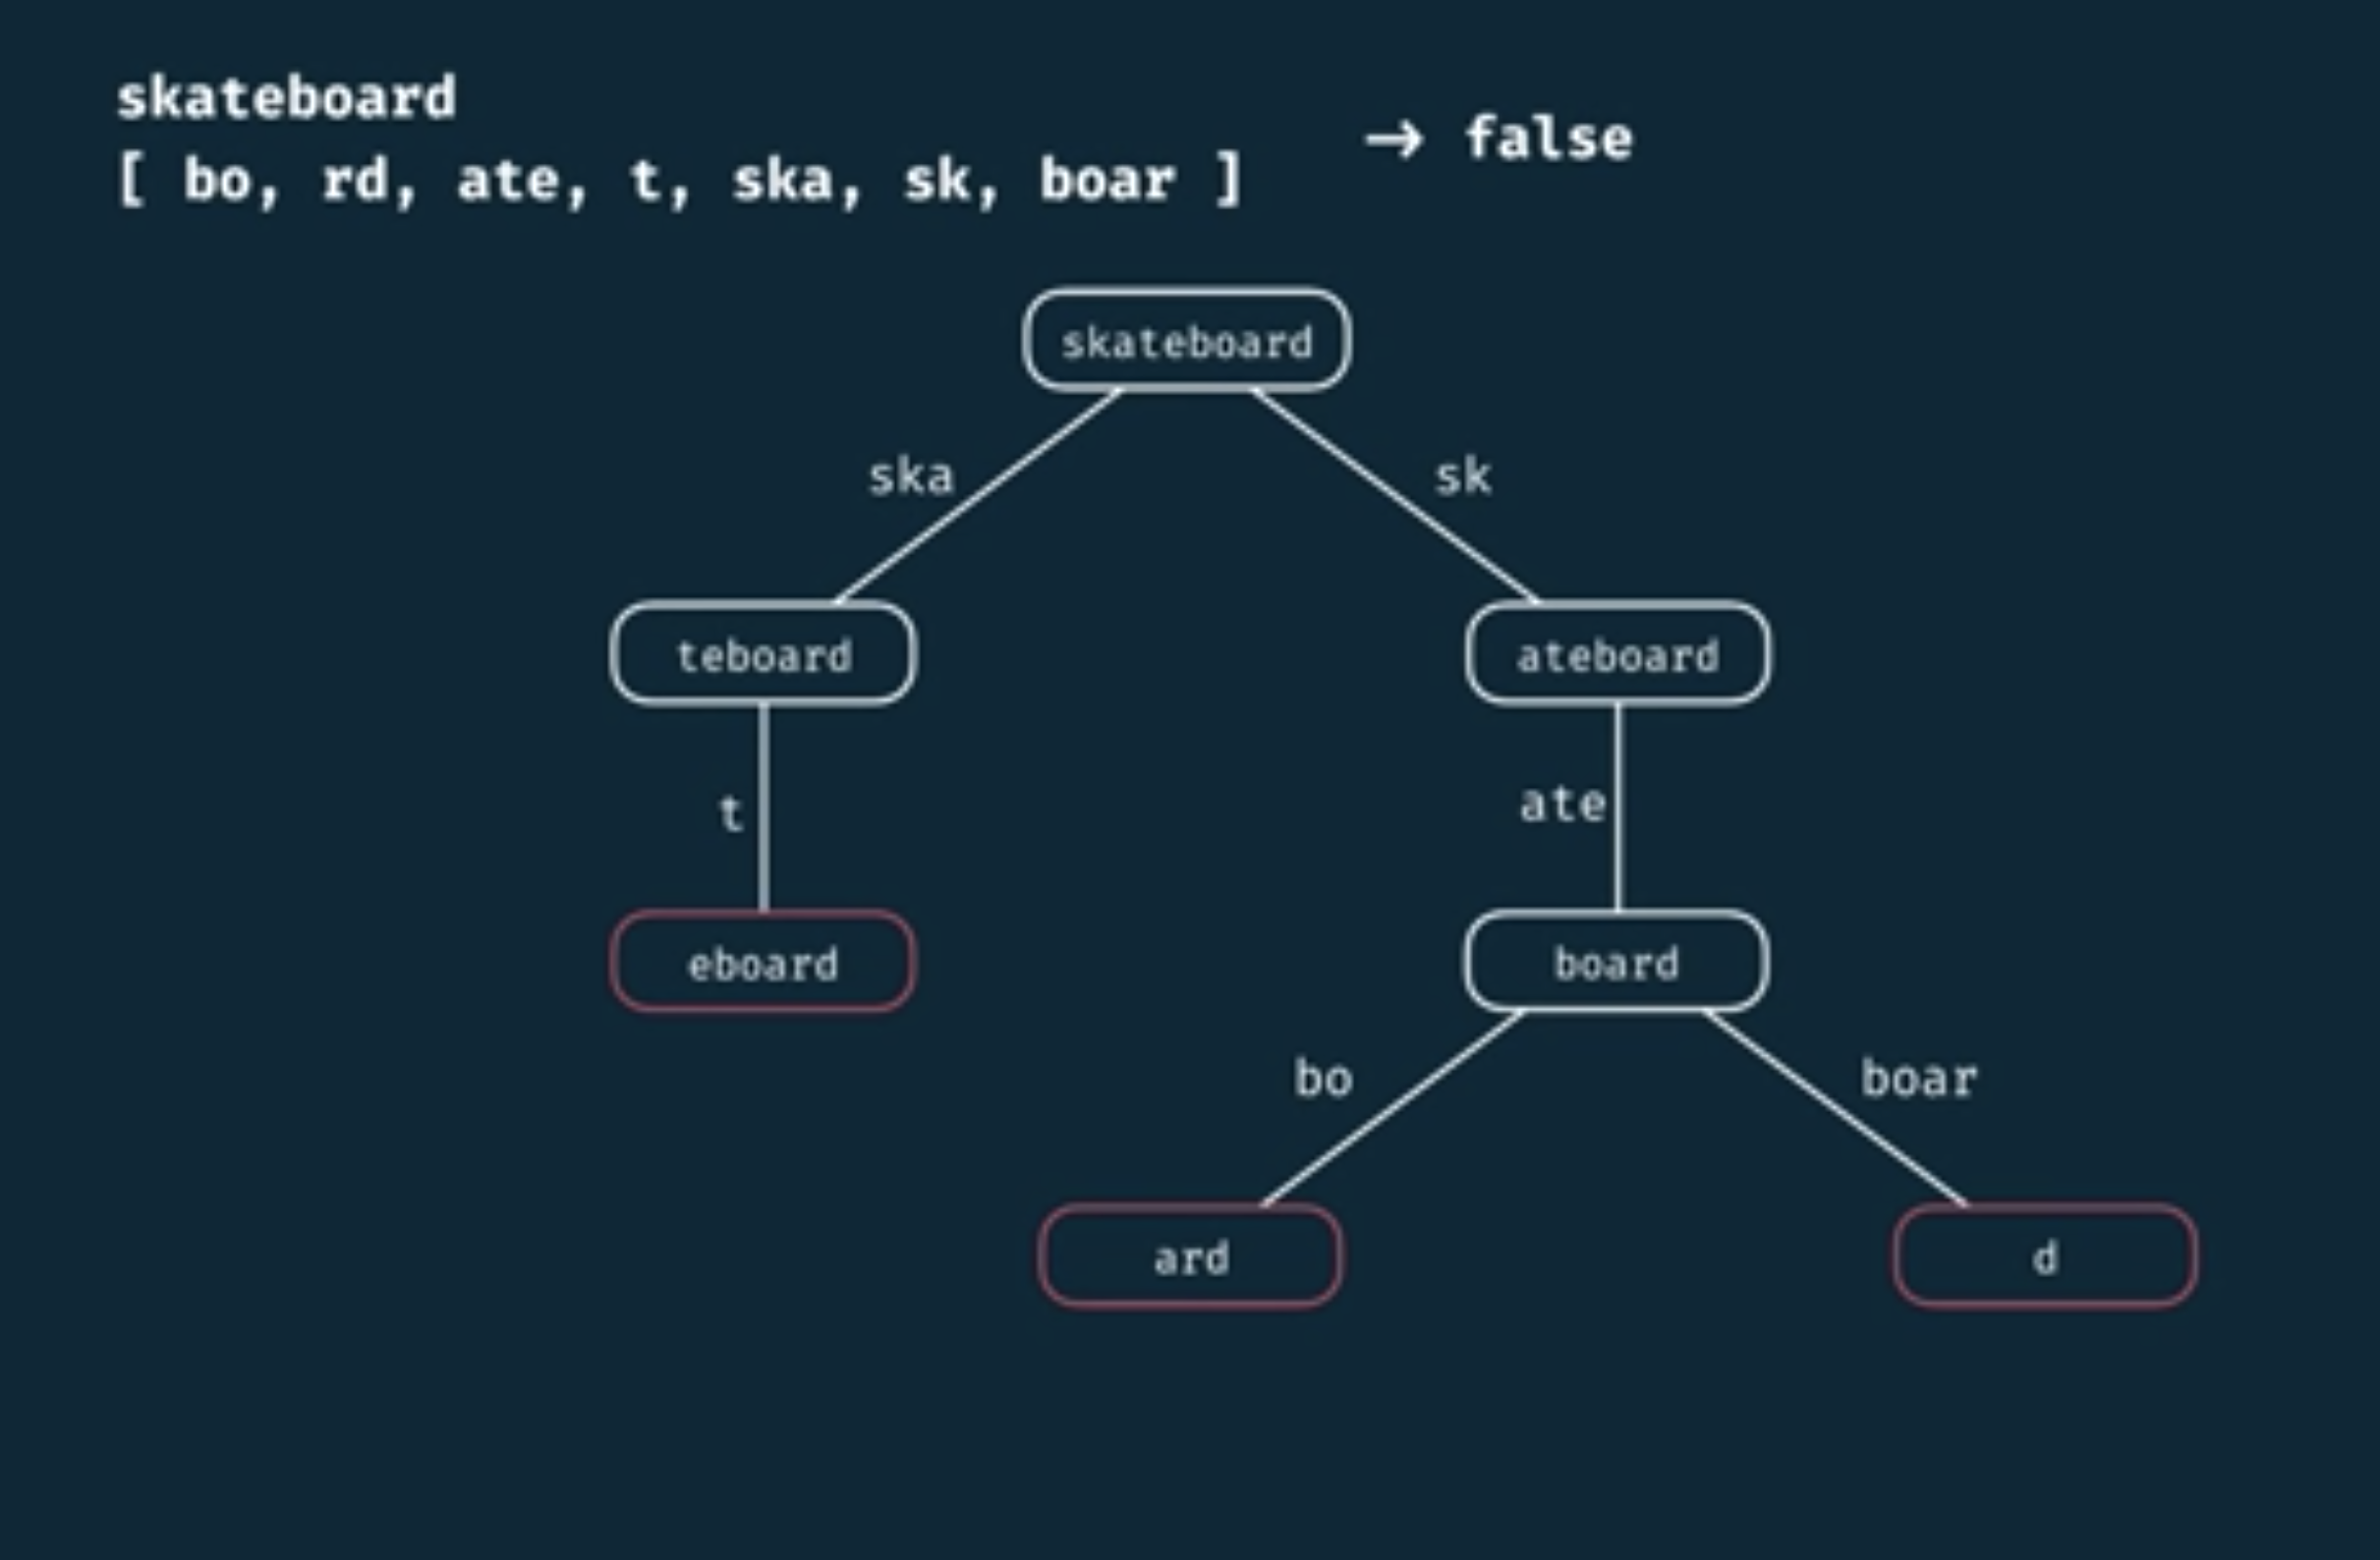 skateboard
[ bo, rd, ate, t, ska, sk, boar ]
→ false
skateboard
ska
sk
teboard
ateboard
t
ate
eboard
board
bo
boar
ard
d